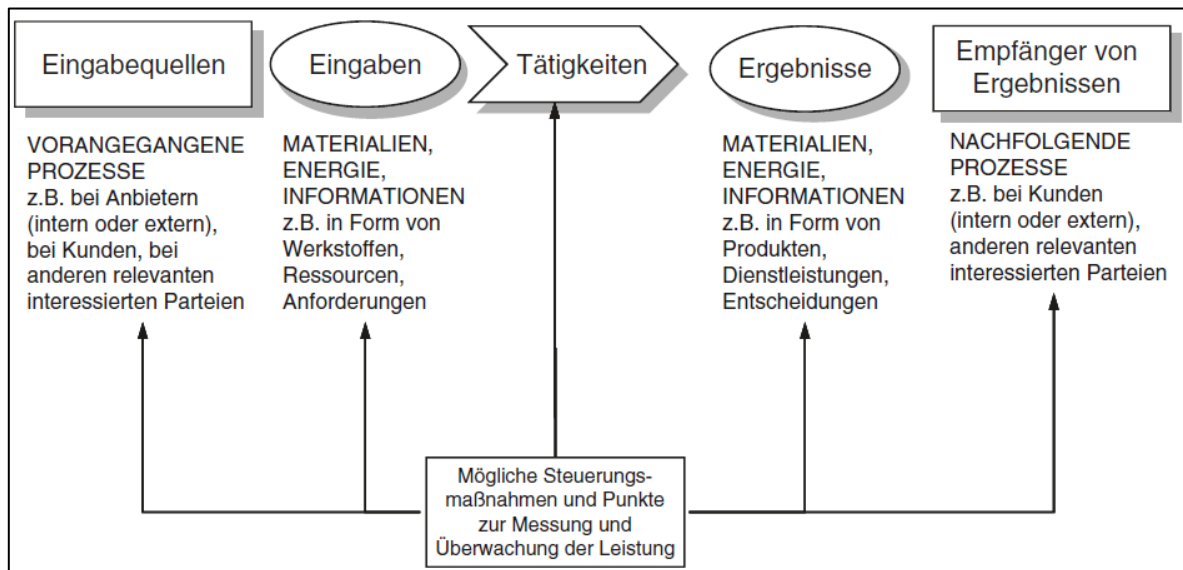 Eingabequellen
Eingaben
Tätigkeiten
Ergebnisse
Empfänger von
Ergebnissen
VORANGEGANGENE
PROZESSE
z.B. bei Anbietern
(intern oder extern),
bei Kunden, bei
anderen relevanten
interessierten Parteien
MATERIALIEN,
ENERGIE,
INFORMATIONEN
z.B. in Form von
Werkstoffen,
Ressourcen,
Anforderungen
MATERIALIEN,
ENERGIE,
INFORMATIONEN
z.B. in Form von
Produkten,
Dienstleistungen,
Entscheidungen
NACHFOLGENDE
PROZESSE
z.B. bei Kunden
(intern oder extern),
anderen relevanten
interessierten Parteien
Mögliche Steuerungs-
maßnahmen und Punkte
zur Messung und
Überwachung der Leistung